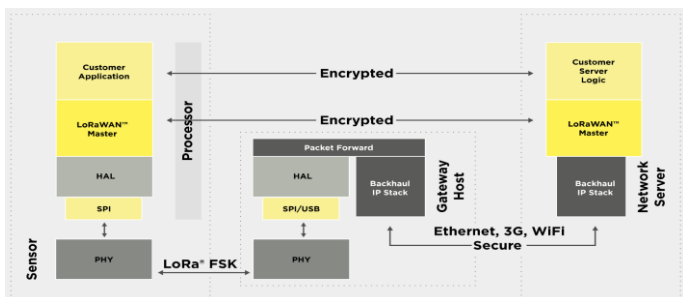 Customer
Application
Encrypted
Customer
Server
Logic
LoRaWAN™
Master
Processor
Encrypted
LoRaWAN™
Master
Packet Forward
HAL
HAL
Backhaul
IP Stack
Gateway
Host
Backhaul
IP Stack
Network
Server
SPI
SPI/USB
Ethernet, 3G, WiFi
Secure
Sensor
PHY
LoRa® FSK
PHY